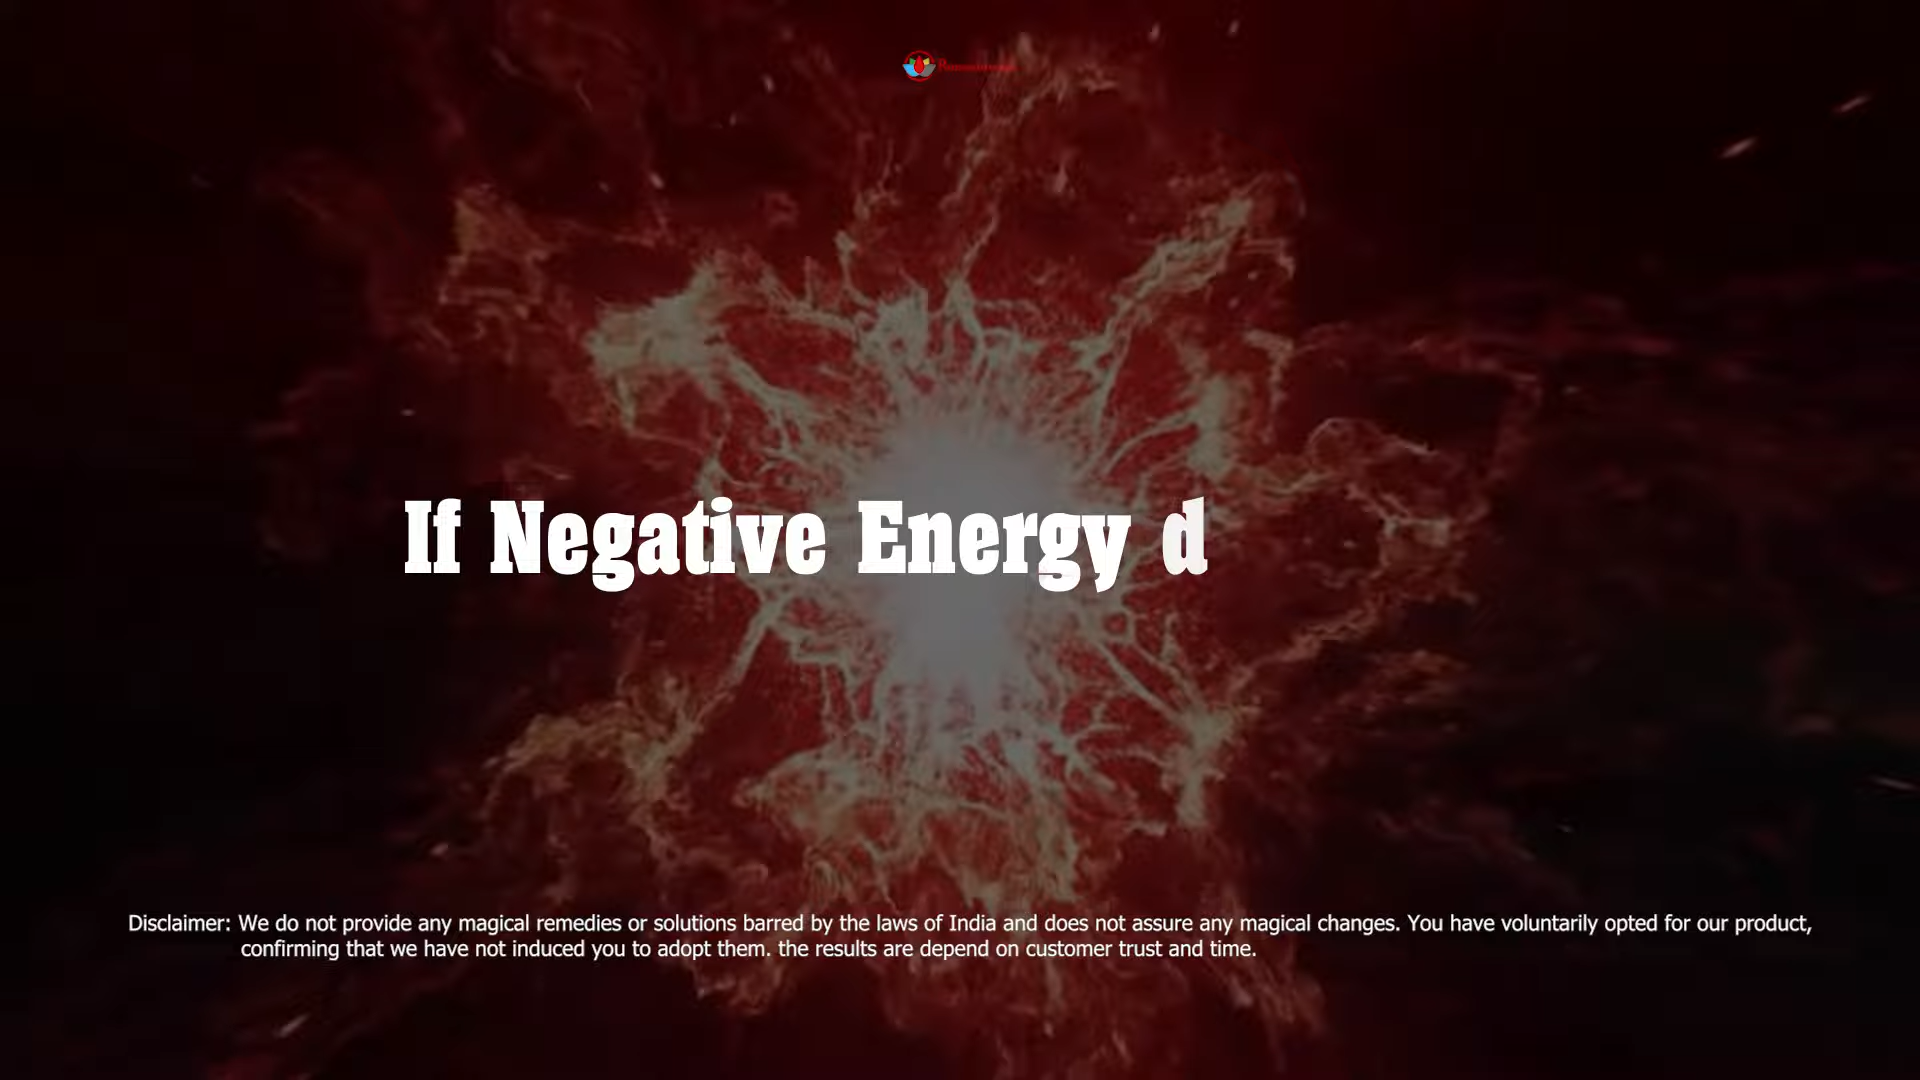 If Negative Energy d
Disclaimer: We do not provide any magical remedies or solutions barred by the laws of India and does not assure any magical changes. You have voluntarily opted for our product,
confirming that we have not induced you to adopt them. the results are depend on customer trust and time.